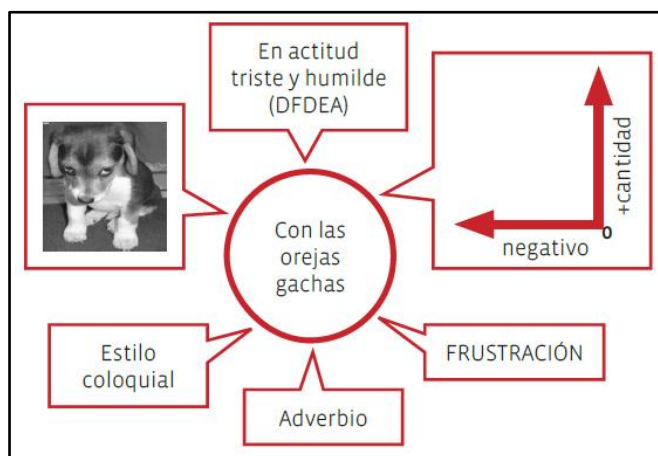 En actitud
triste y humilde
(DFDEA)
+cantidad
0
negativo
Con las
orejas
gachas
Estilo
coloquial
FRUSTRACIÓN
Adverbio